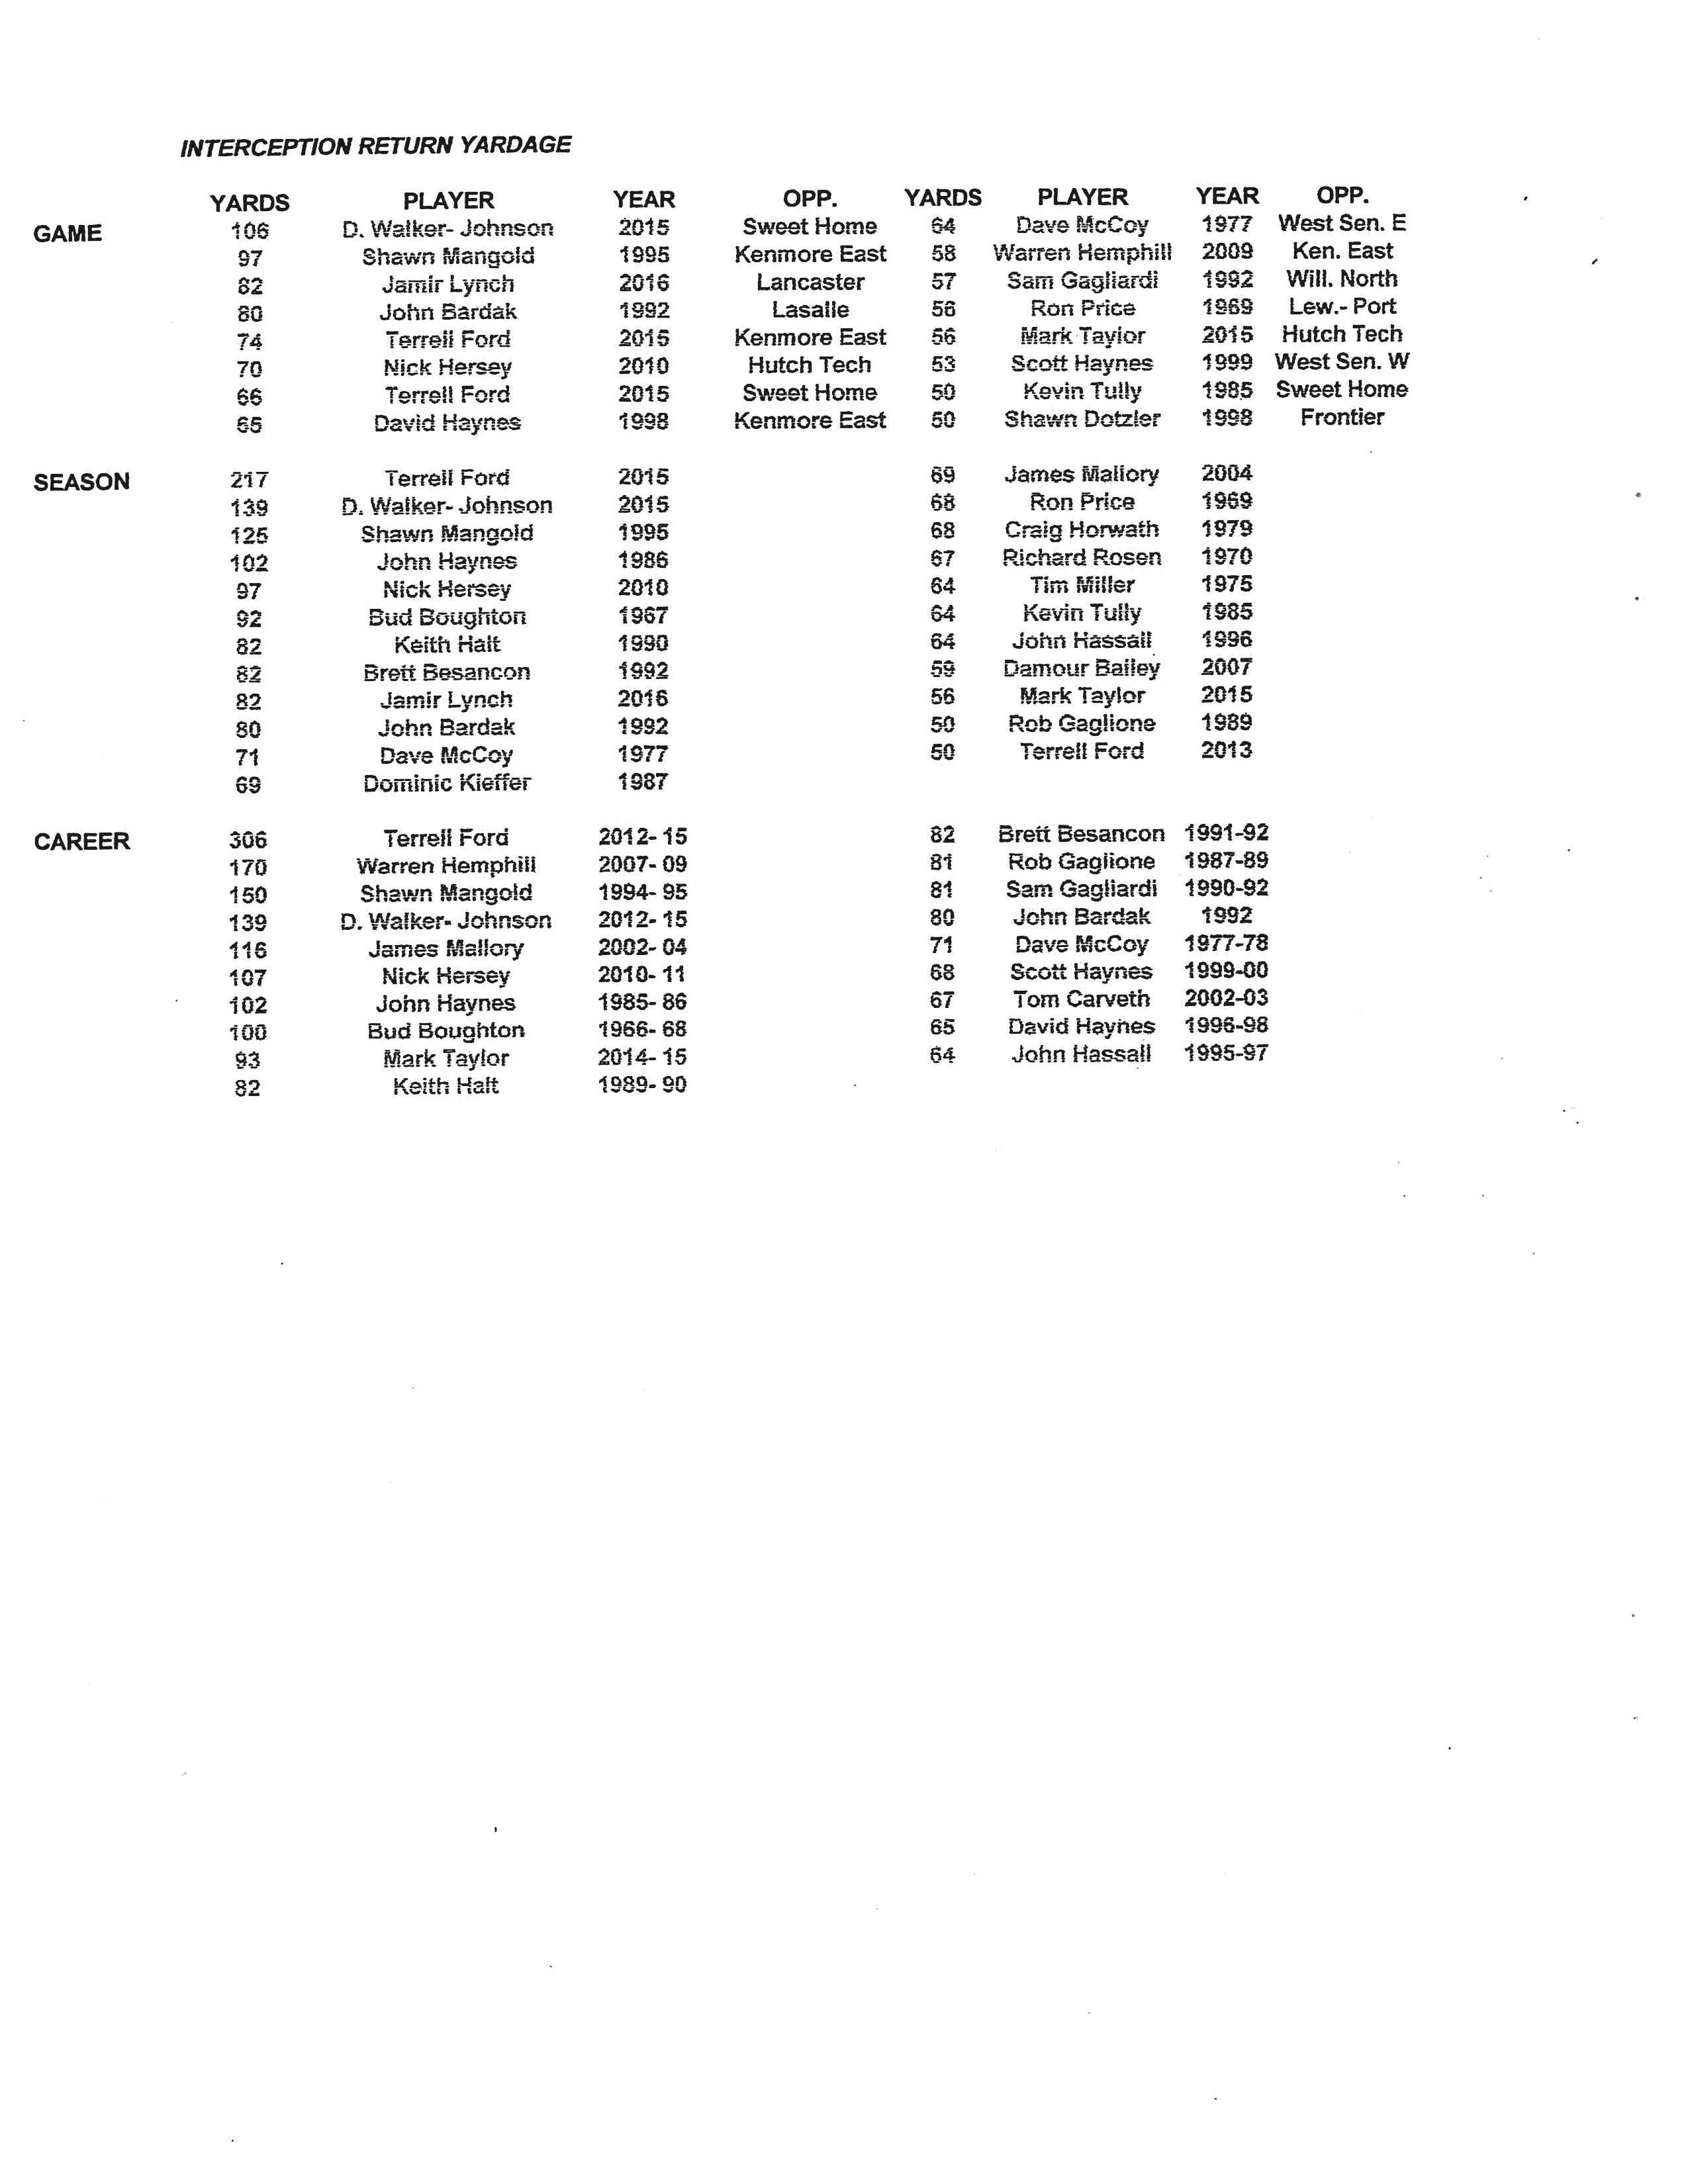 INTERCEPTION RETURN YARDAGE
YARDS PLAYER YEAR OPP. YARDS PLAYER YEAR OPP.
GAME 106 D. Walker- Johnson 2015 Sweet Home 64 Dave McCoy 1977 West Sen. E
97 Shawn Mangold 1995 Kenmore East 58 Warren Hemphill 2009 Ken. East
82 Jamir Lynch 2016 Lancaster 57 Sam Gagliardi 1992 Will. North
80 John Bardak 1992 Lasalle 56 Ron Price 1969 Lew.- Port
74 Terrell Ford 2015 Kenmore East 56 Mark Taylor 2015 Hutch Tech
70 Nick Hersey 2010 Hutch Tech 53 Scott Haynes 1999 West Sen. W
66 Terrell Ford 2015 Sweet Home 50 Kevin Tully 1985 Sweet Home
65 David Haynes 1998 Kenmore East 50 Shawn Dotzler 1998 Frontier
SEASON 217 Terrell Ford 2015 69 James Mallory 2004
139 D. Walker- Johnson 2015 68 Ron Price 1969
125 Shawn Mangold 1995 68 Craig Horwath 1979
102 John Haynes 1986 67 Richard Rosen 1970
97 Nick Hersey 2010 64 Tim Miller 1975
92 Bud Boughton 1967 64 Kevin Tully 1985
82 Keith Halt 1990 64 John Hassall 1996
82 Brett Besancon 1992 59 Damour Bailey 2007
82 Jamir Lynch 2016 56 Mark Taylor 2015
80 John Bardak 1992 50 Rob Gaglione 1989
71 Dave McCoy 1977 50 Terrell Ford 2013
69 Dominic Kieffer 1987
CAREER 306 Terrell Ford 2012- 15 82 Brett Besancon 1991-92
170 Warren Hemphill 2007- 09 81 Rob Gaglione 1987-89
150 Shawn Mangold 1994- 95 81 Sam Gagliardi 1990-92
139 D. Walker- Johnson 2012- 15 80 John Bardak 1992
116 James Mallory 2002- 04 71 Dave McCoy 1977-78
107 Nick Hersey 2010- 11 68 Scott Haynes 1999-00
102 John Haynes 1985- 86 67 Tom Carveth 2002-03
100 Bud Boughton 1966- 68 65 David Haynes 1996-98
93 Mark Taylor 2014- 15 64 John Hassall 1995-97
82 Keith Halt 1989- 90